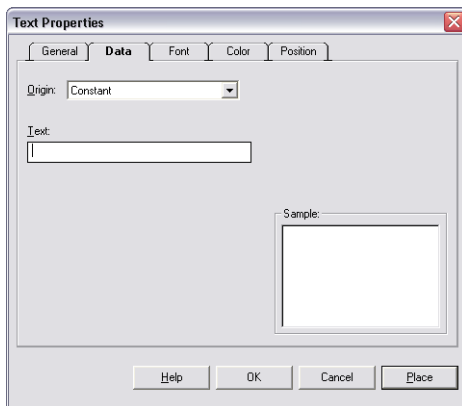 Text Properties
General Data Font Color Position
Origin: Constant
Text:
Sample:
Help OK Cancel Place